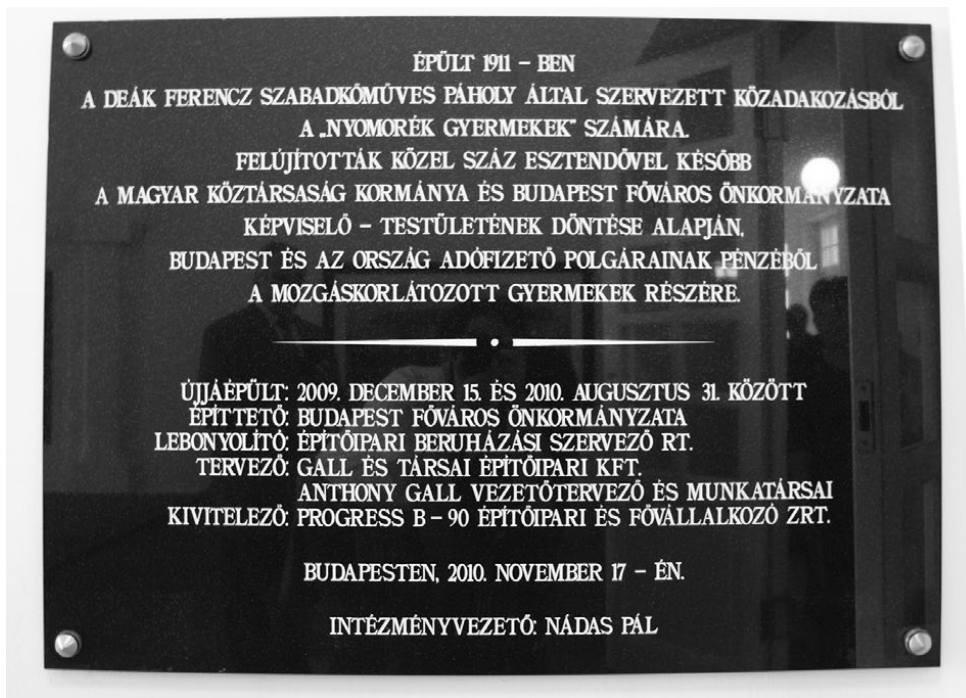 ÉPÜLT 1911 – BEN
A DEÁK FERENCZ SZABADKŐMŰVES PÁHOLY ÁLTAL SZERVEZETT KÖZADAKOZÁSBÓL
A „NYOMORÉK GYERMEKEK" SZÁMÁRA.
FELÚJÍTOTTÁK KÖZEL SZÁZ ESZTENDŐVEL KÉSŐBB
A MAGYAR KÖZTÁRSASÁG KORMÁNYA ÉS BUDAPEST FŐVÁROS ÖNKORMÁNYZATA
KÉPVISELŐ – TESTÜLETÉNEK DÖNTÉSE ALAPJÁN,
BUDAPEST ÉS AZ ORSZÁG ADÓFIZETŐ POLGÁRAINAK PÉNZÉBŐL
A MOZGÁSKORLÁTOZOTT GYERMEKEK RÉSZÉRE.
ÚJJÁÉPÜLT: 2009. DECEMBER 15. ÉS 2010. AUGUSZTUS 31. KÖZÖTT
ÉPÍTTETŐ: BUDAPEST FŐVÁROS ÖNKORMÁNYZATA
LEBONYOLÍTÓ: ÉPÍTŐIPARI BERUHÁZÁSI SZERVEZŐ RT.
TERVEZŐ: GALL ÉS TÁRSAI ÉPÍTŐIPARI KFT.
ANTHONY GALL VEZETŐTERVEZŐ ÉS MUNKATÁRSAI
KIVITELEZŐ: PROGRESS B – 90 ÉPÍTŐIPARI ÉS FŐVÁLLALKOZÓ ZRT.
BUDAPESTEN, 2010. NOVEMBER 17 – ÉN.
INTÉZMÉNYVEZETŐ: NÁDAS PÁL